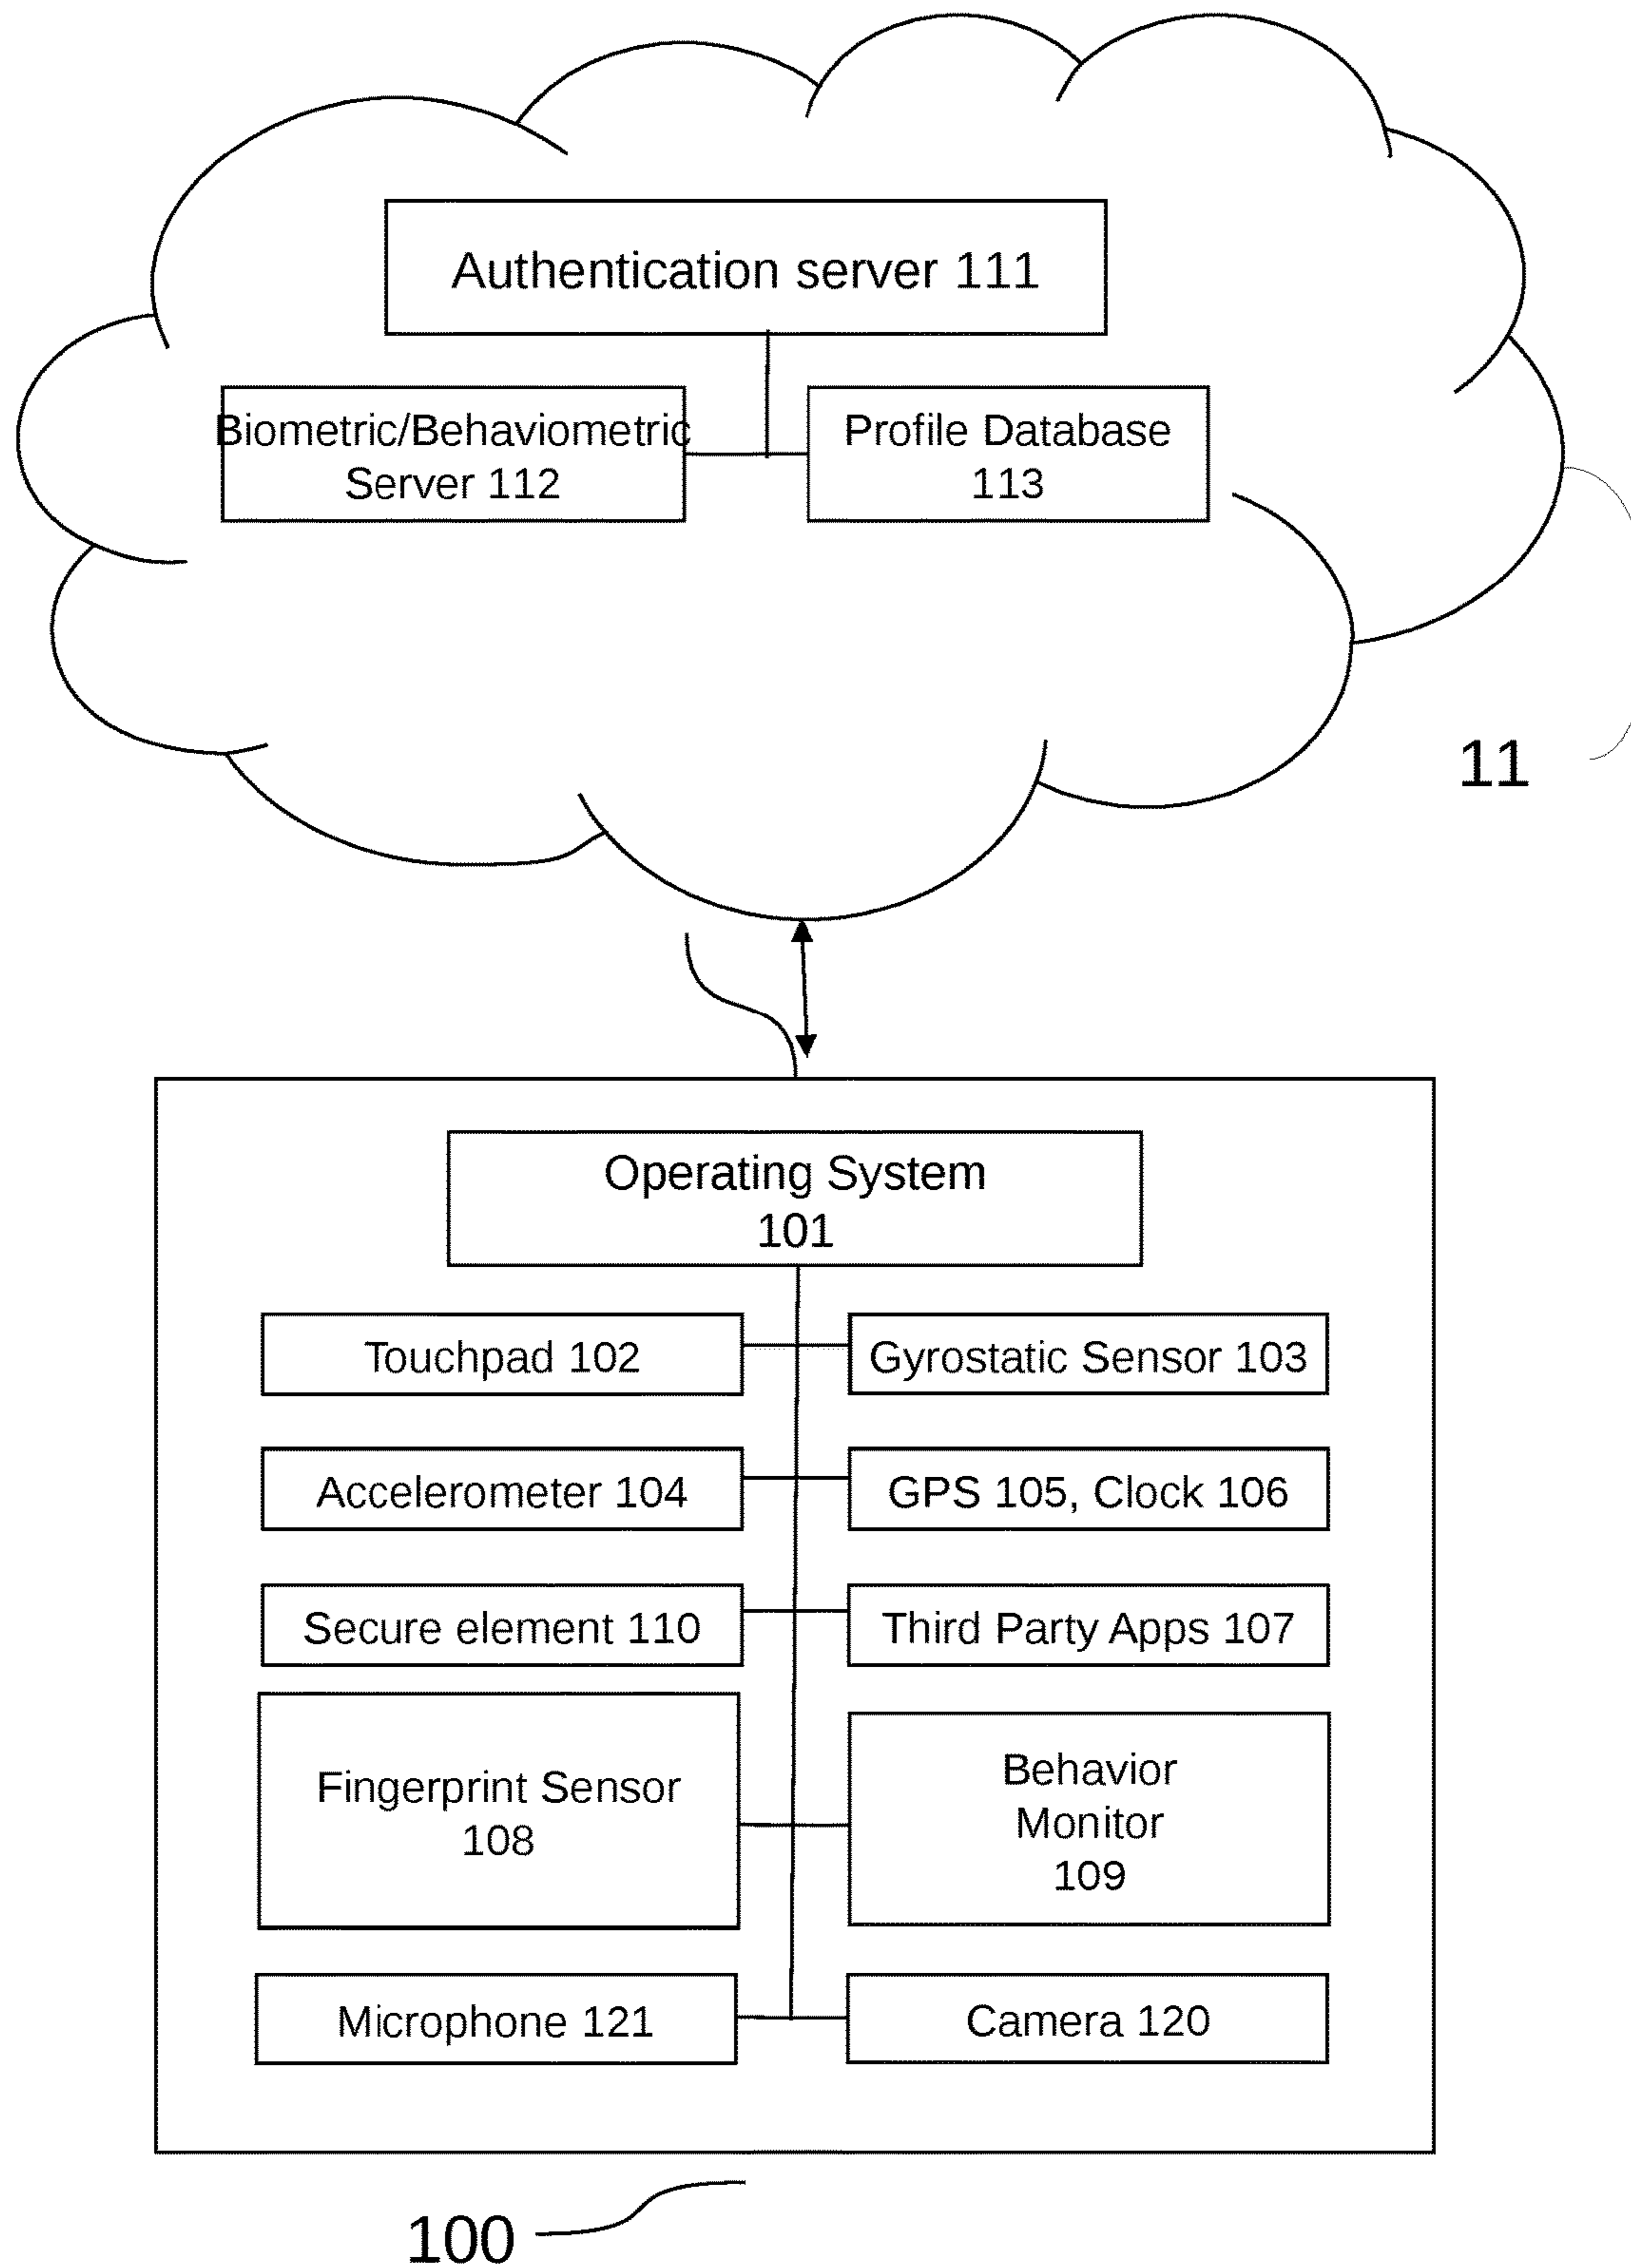 Authentication server 111
Biometric/Behaviometric
Server 112
Profile Database
113
11
Operating System
101
Touchpad 102
Gyrostatic Sensor 103
Accelerometer 104
GPS 105, Clock 106
Secure element 110
Third Party Apps 107
Fingerprint Sensor
108
Behavior
Monitor
109
Microphone 121
Camera 120
100